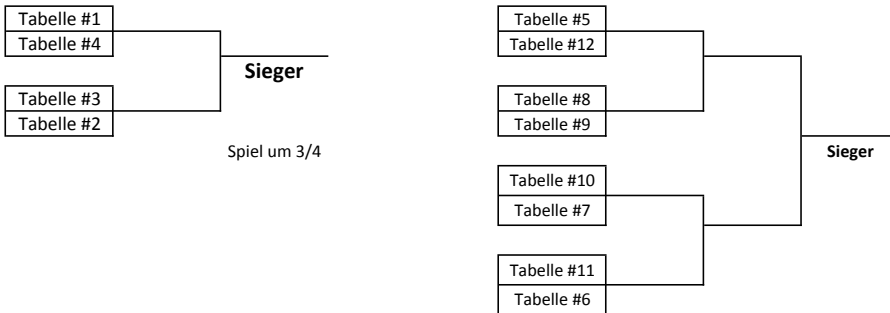 Tabelle #1
Tabelle #4
Sieger
Tabelle #3
Tabelle #2
Spiel um 3/4
Tabelle #5
Tabelle #12
Tabelle #8
Tabelle #9
Sieger
Tabelle #10
Tabelle #7
Tabelle #11
Tabelle #6